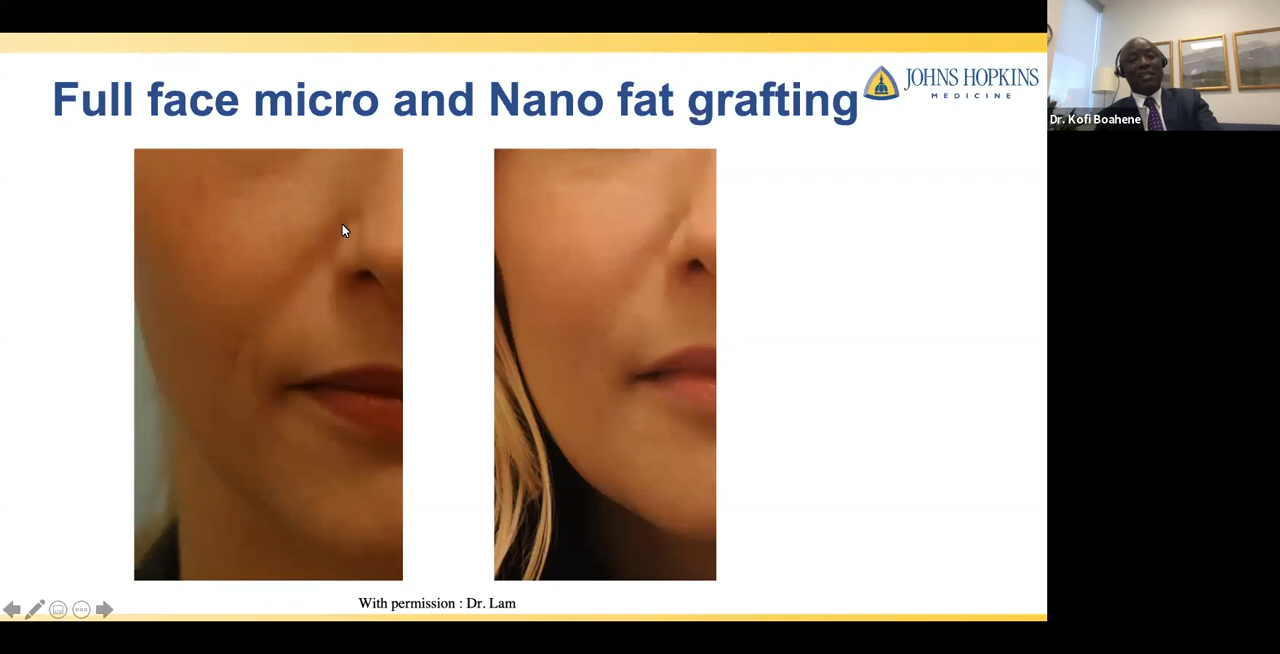 Full face micro and Nano fat grafting
JOHNS HOPKINS
MEDICINE
Dr. Kofi Boahene
With permission : Dr. Lam